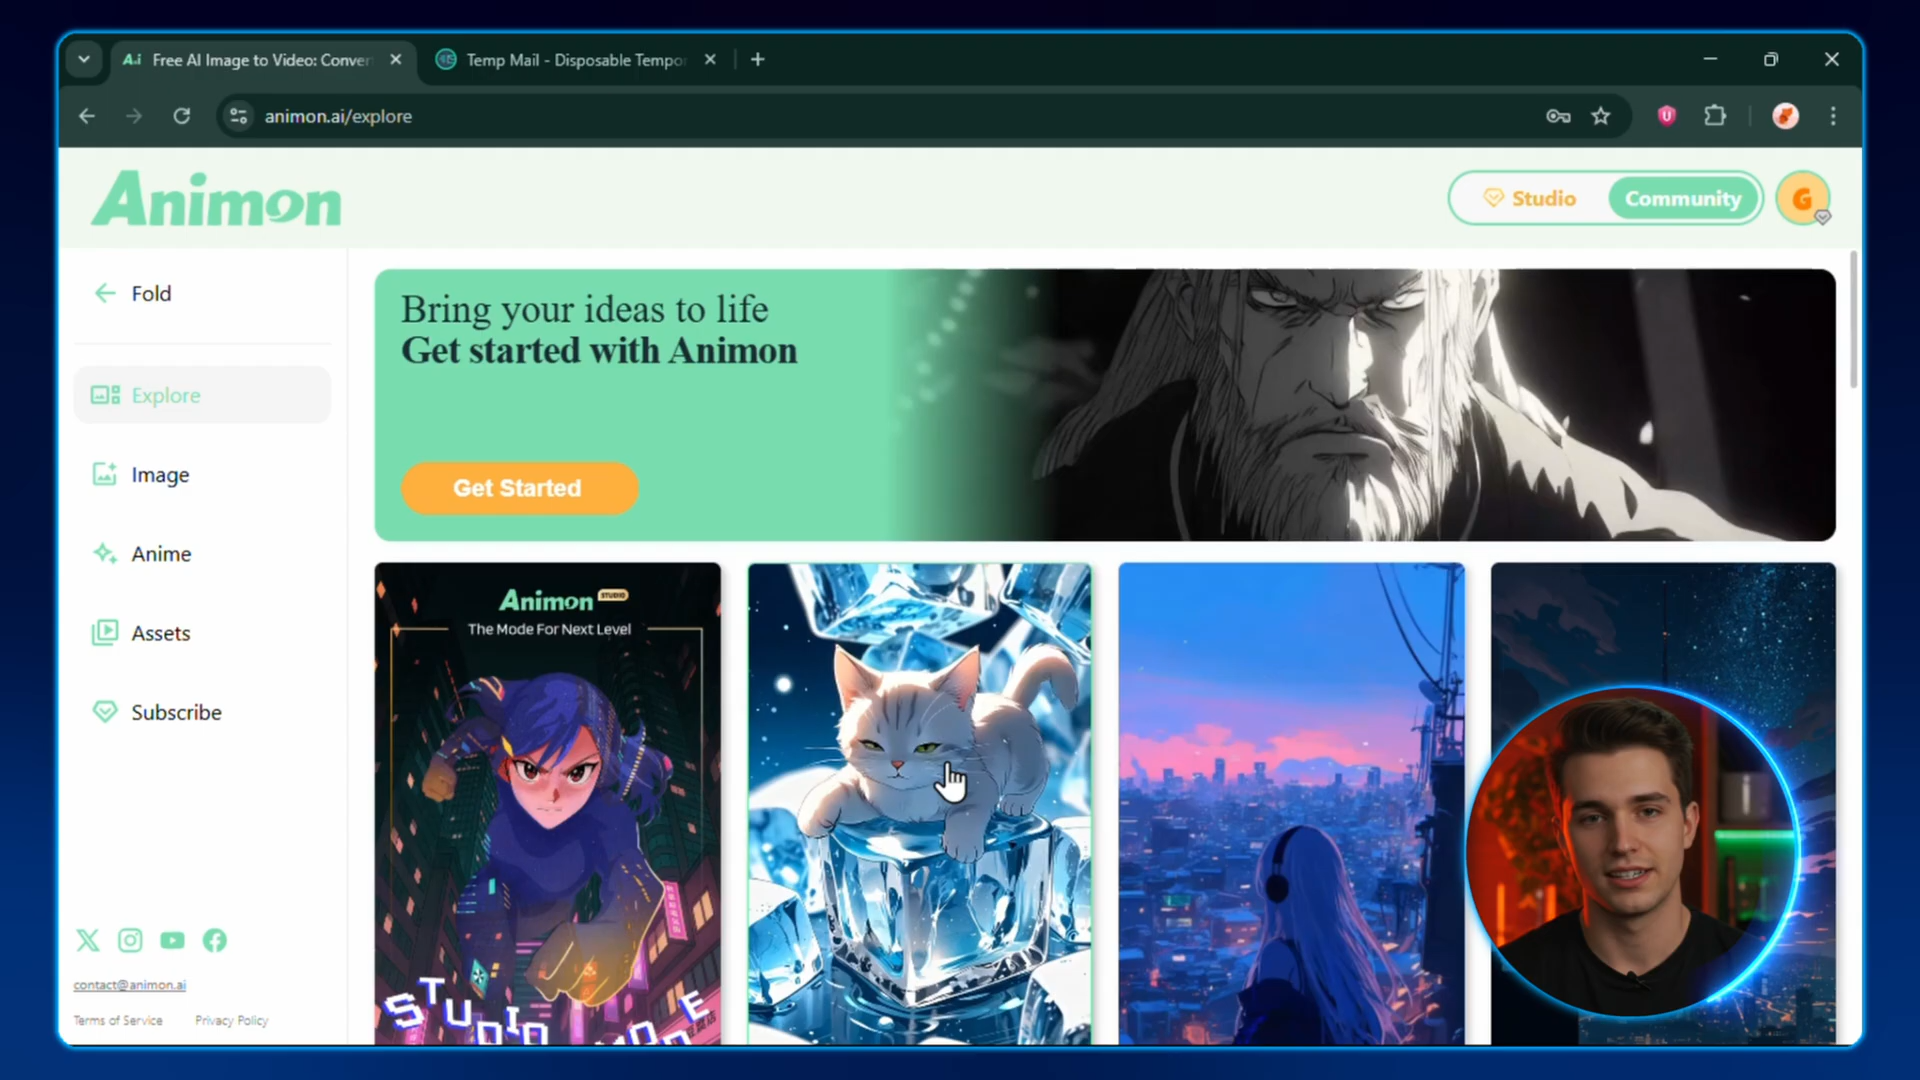 Free AI Image to Video: Conver
Temp Mail - Disposable Tempor
animon.ai/explore
Animon
Studio
Community
G
Fold
Explore
Image
Anime
Assets
Subscribe
contact@animon.ai
Terms of Service
Privacy Policy
Bring your ideas to life
Get started with Animon
Get Started
Animon STUDIO
The Mode For Next Level
STUDIO MODE